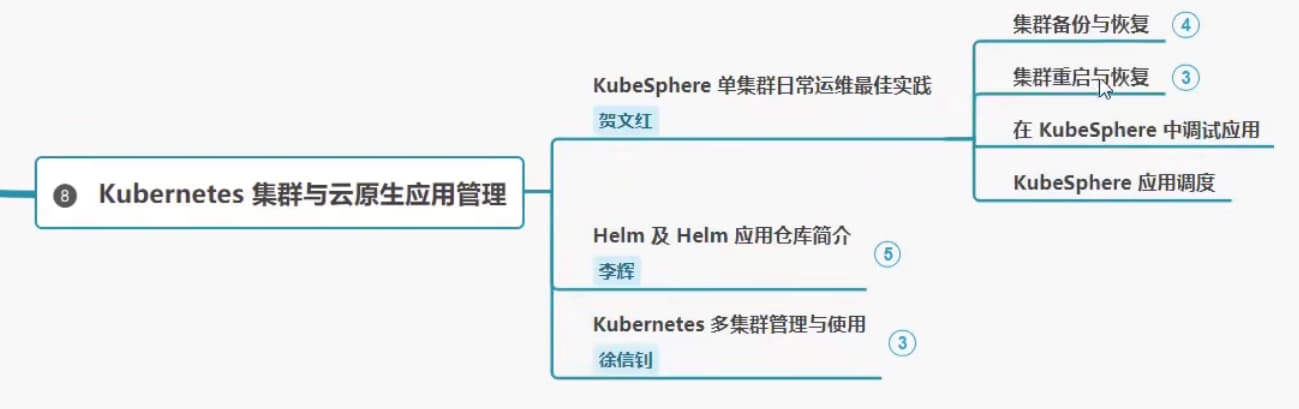 8 Kubernetes 集群与云原生应用管理
KubeSphere 单集群日常运维最佳实践
贺文红
集群备份与恢复 4
集群重启与恢复 3
在 KubeSphere 中调试应用
KubeSphere 应用调度
Helm 及 Helm 应用仓库简介 5
李辉
Kubernetes 多集群管理与使用 3
徐信钊